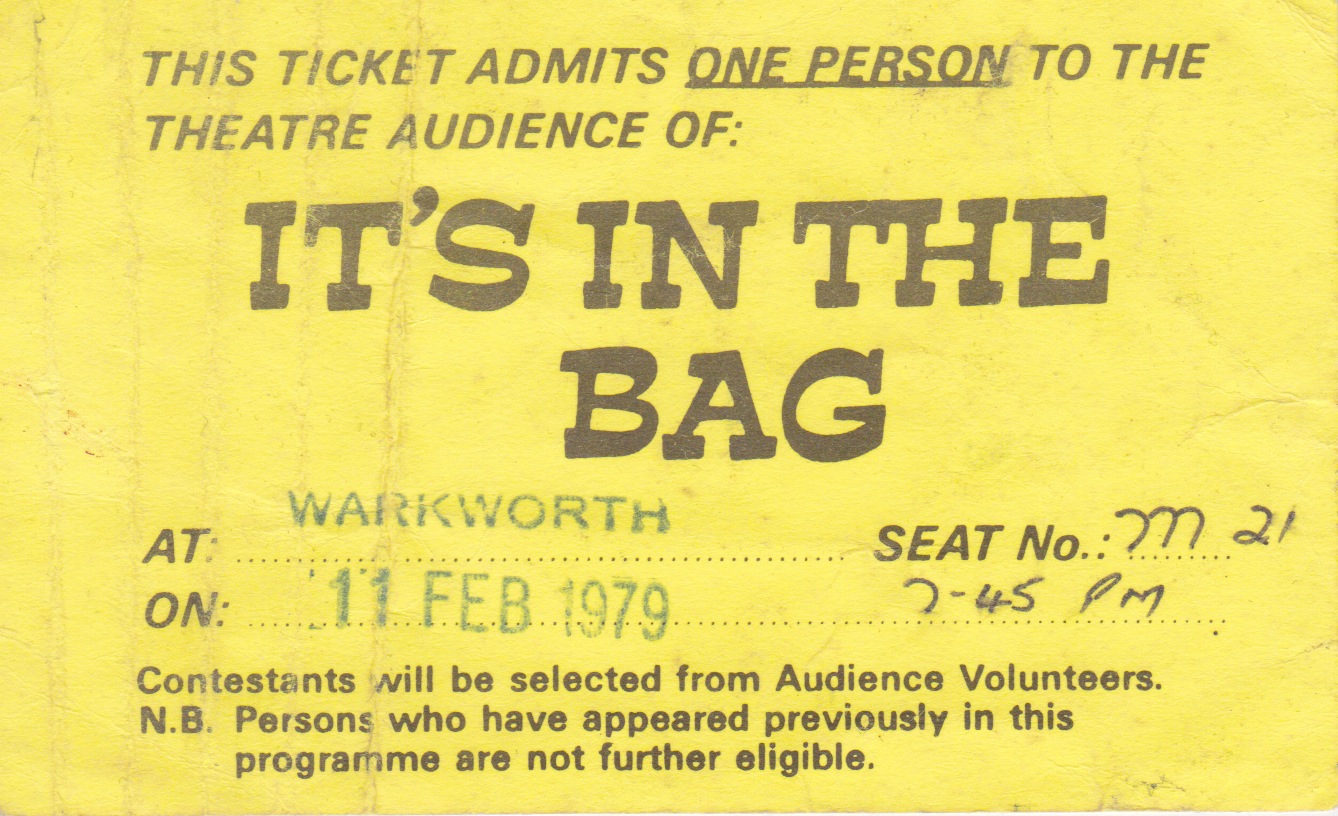 THIS TICKET ADMITS ONE PERSON TO THE
THEATRE AUDIENCE OF:
IT'S IN THE
BAG
AT: WARKWORTH SEAT No.: M 21
ON: 11 FEB 1979 7-45 PM
Contestants will be selected from Audience Volunteers.
N.B. Persons who have appeared previously in this
programme are not further eligible.